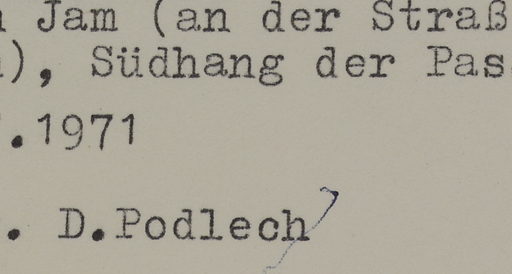 Jam (an der Straß
), Südhang der Pas
.1971
. D.Podlech